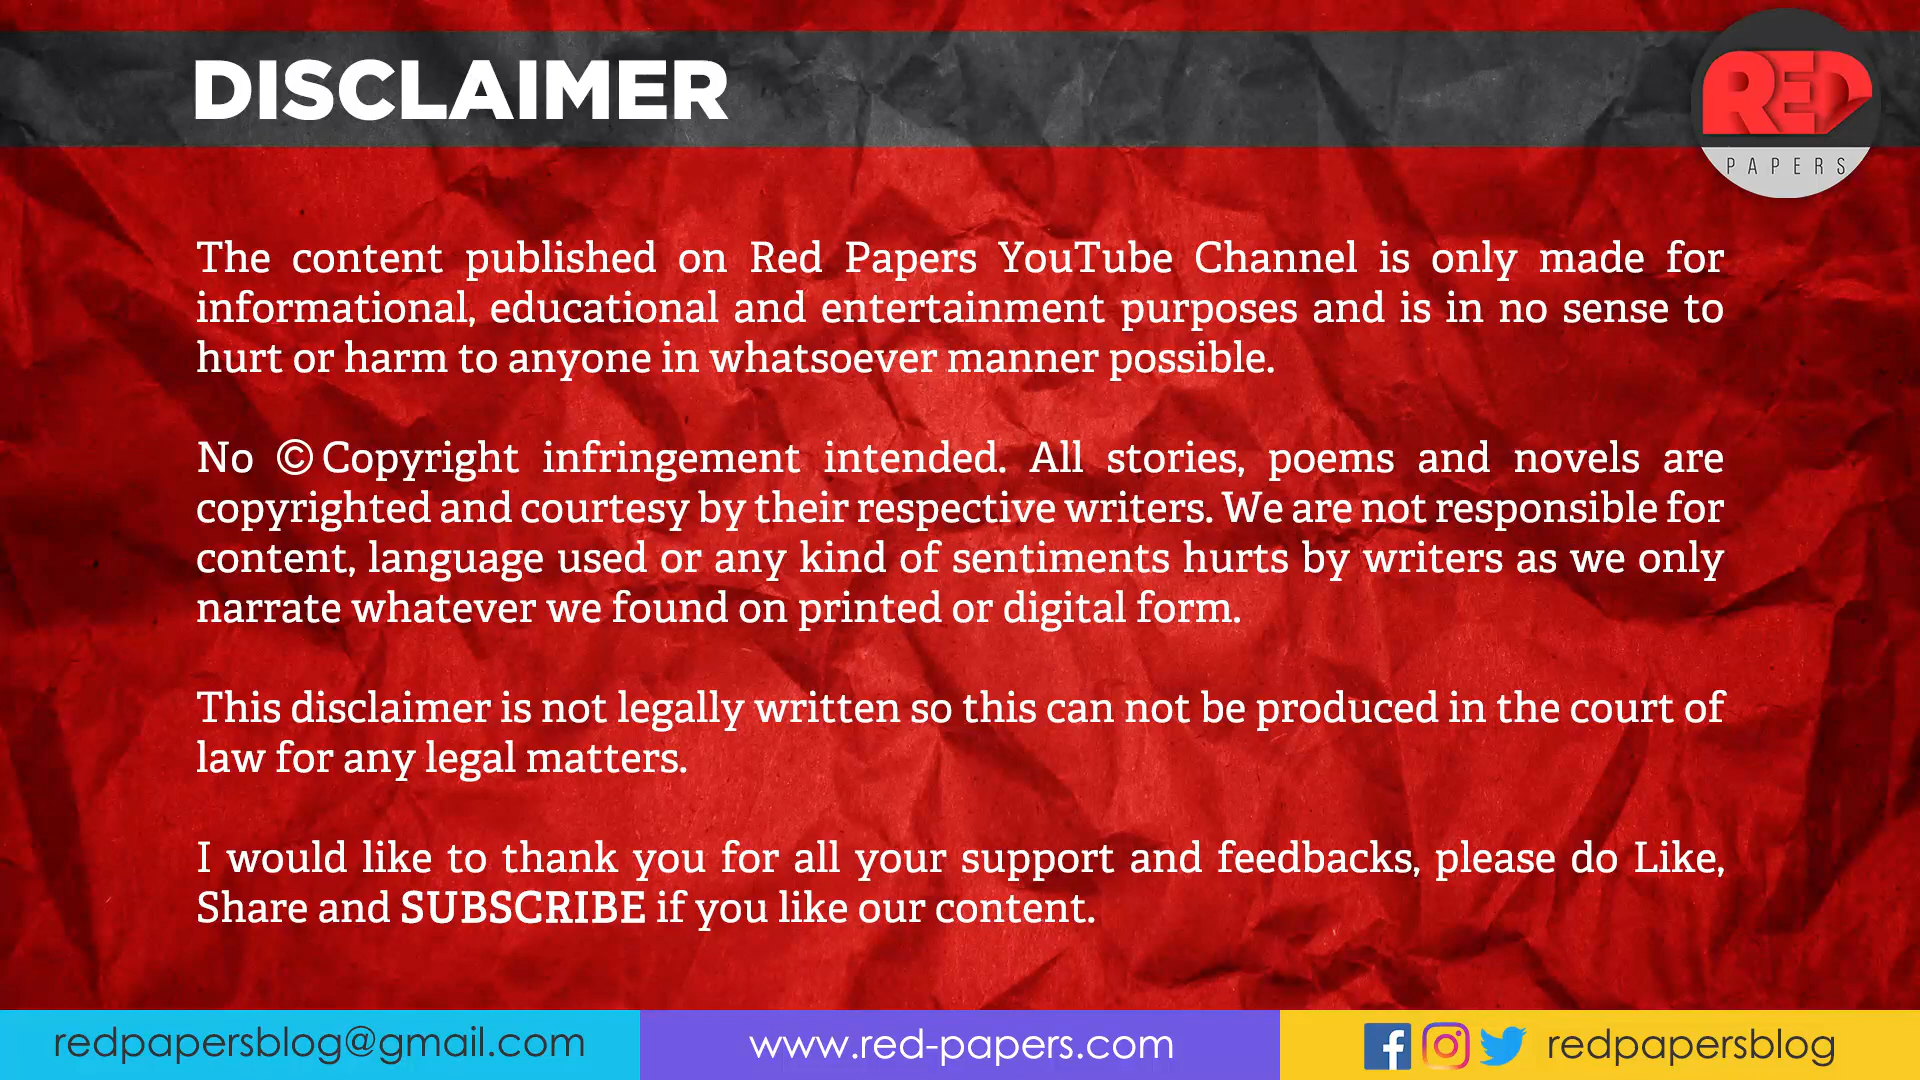 DISCLAIMER
RED
PAPERS
The content published on Red Papers YouTube Channel is only made for
informational, educational and entertainment purposes and is in no sense to
hurt or harm to anyone in whatsoever manner possible.
No © Copyright infringement intended. All stories, poems and novels are
copyrighted and courtesy by their respective writers. We are not responsible for
content, language used or any kind of sentiments hurts by writers as we only
narrate whatever we found on printed or digital form.
This disclaimer is not legally written so this can not be produced in the court of
law for any legal matters.
I would like to thank you for all your support and feedbacks, please do Like,
Share and SUBSCRIBE if you like our content.
redpapersblog@gmail.com
www.red-papers.com
redpapersblog